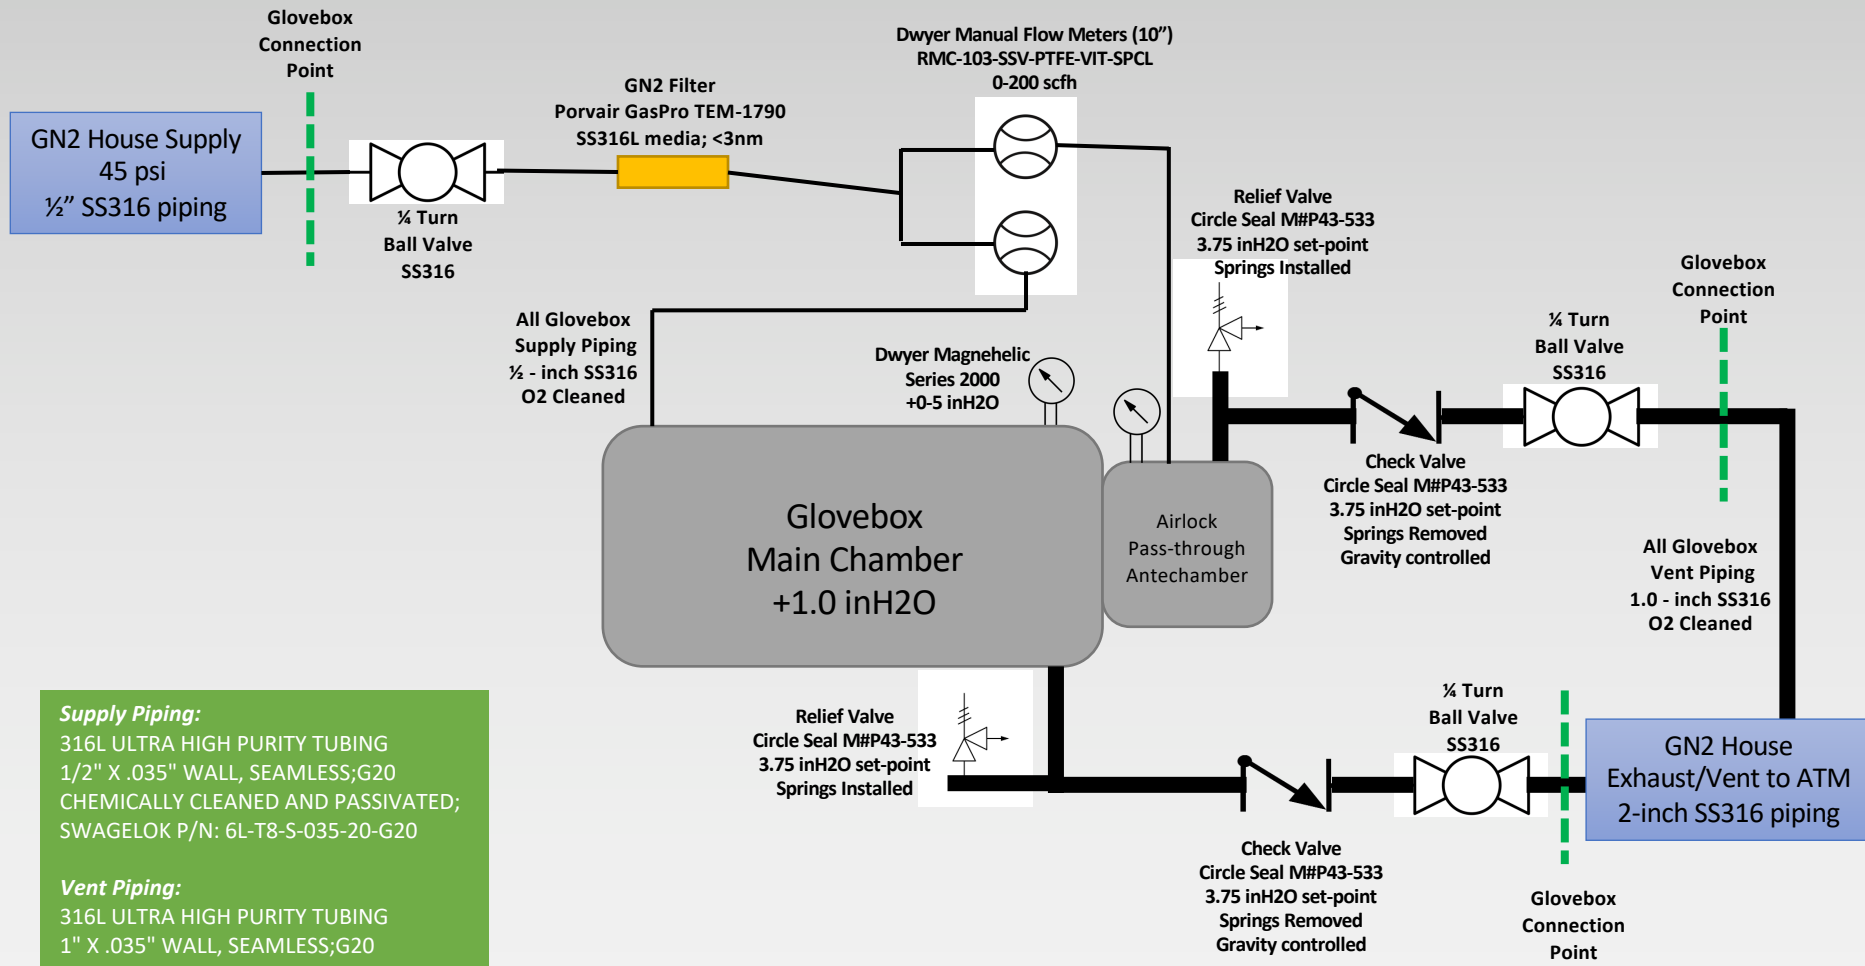 Glovebox
Connection
Point
GN2 House Supply
45 psi
½” SS316 piping
¼ Turn
Ball Valve
SS316
GN2 Filter
Porvair GasPro TEM-1790
SS316L media; <3nm
Dwyer Manual Flow Meters (10”)
RMC-103-SSV-PTFE-VIT-SPCL
0-200 scfh
All Glovebox
Supply Piping
½ - inch SS316
O2 Cleaned
Dwyer Magnehelic
Series 2000
+0-5 inH2O
Relief Valve
Circle Seal M#P43-533
3.75 inH2O set-point
Springs Installed
Glovebox
Connection
Point
¼ Turn
Ball Valve
SS316
Check Valve
Circle Seal M#P43-533
3.75 inH2O set-point
Springs Removed
Gravity controlled
All Glovebox
Vent Piping
1.0 - inch SS316
O2 Cleaned
Glovebox
Main Chamber
+1.0 inH2O
Airlock
Pass-through
Antechamber
Relief Valve
Circle Seal M#P43-533
3.75 inH2O set-point
Springs Installed
¼ Turn
Ball Valve
SS316
GN2 House
Exhaust/Vent to ATM
2-inch SS316 piping
Check Valve
Circle Seal M#P43-533
3.75 inH2O set-point
Springs Removed
Gravity controlled
Glovebox
Connection
Point
Supply Piping:
316L ULTRA HIGH PURITY TUBING
1/2" X .035" WALL, SEAMLESS;G20
CHEMICALLY CLEANED AND PASSIVATED;
SWAGELOK P/N: 6L-T8-S-035-20-G20
Vent Piping:
316L ULTRA HIGH PURITY TUBING
1" X .035" WALL, SEAMLESS;G20